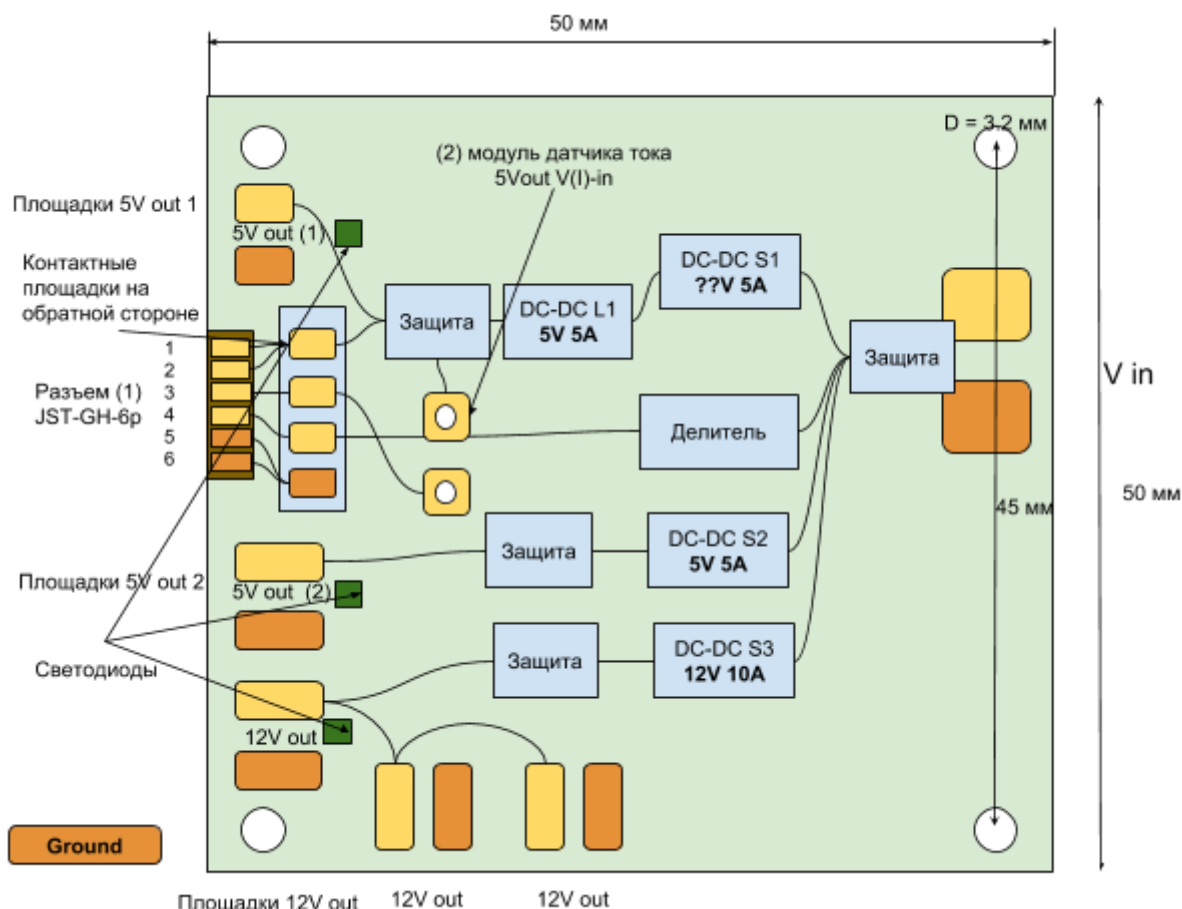 50 мм
D = 3,2 мм
(2) модуль датчика тока
5Vout V(I)-in
Площадки 5V out 1
5V out (1)
Контактные
площадки на
обратной стороне
DC-DC S1
??V 5A
Защита
DC-DC L1
5V 5A
Защита
V in
1
2
3
4
5
6
Разъем (1)
JST-GH-6p
Делитель
45 мм
50 мм
Защита
DC-DC S2
5V 5A
Площадки 5V out 2
5V out (2)
Светодиоды
Защита
DC-DC S3
12V 10A
12V out
Ground
Площадки 12V out
12V out
12V out